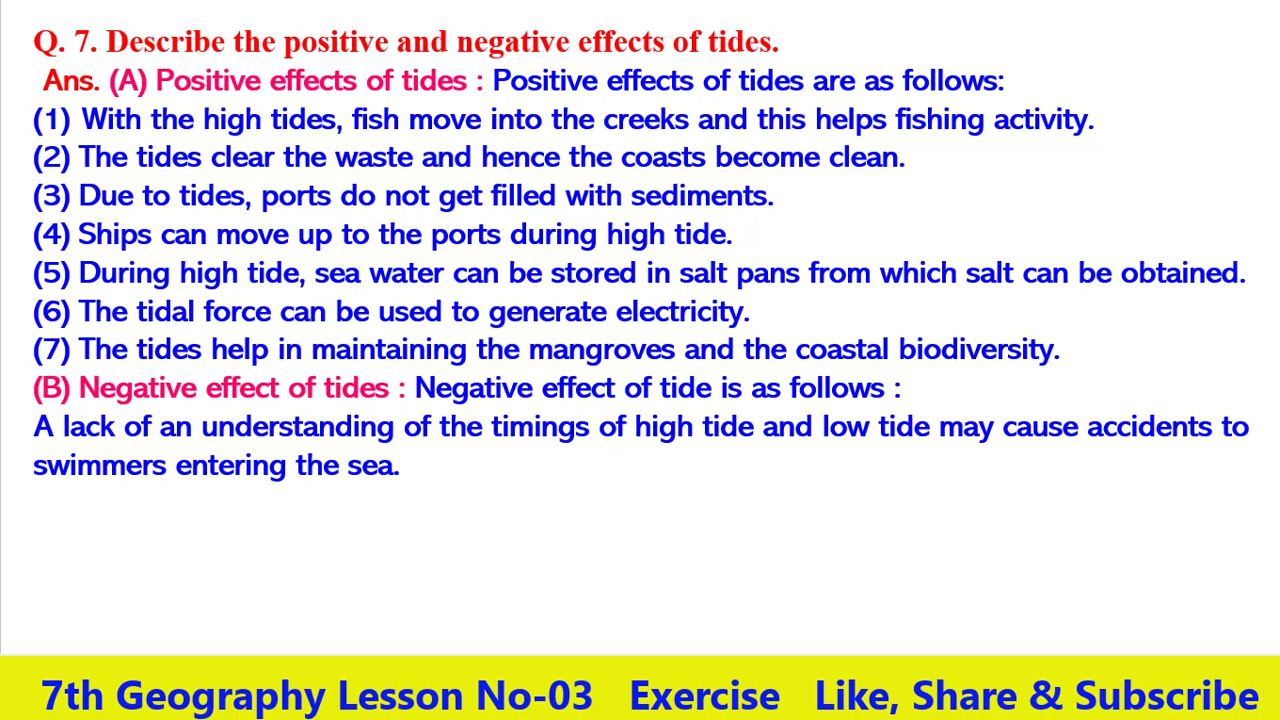 Q. 7. Describe the positive and negative effects of tides.
Ans. (A) Positive effects of tides : Positive effects of tides are as follows:
(1) With the high tides, fish move into the creeks and this helps fishing activity.
(2) The tides clear the waste and hence the coasts become clean.
(3) Due to tides, ports do not get filled with sediments.
(4) Ships can move up to the ports during high tide.
(5) During high tide, sea water can be stored in salt pans from which salt can be obtained.
(6) The tidal force can be used to generate electricity.
(7) The tides help in maintaining the mangroves and the coastal biodiversity.
(B) Negative effect of tides : Negative effect of tide is as follows :
A lack of an understanding of the timings of high tide and low tide may cause accidents to
swimmers entering the sea.
7th Geography Lesson No-03 Exercise Like, Share & Subscribe